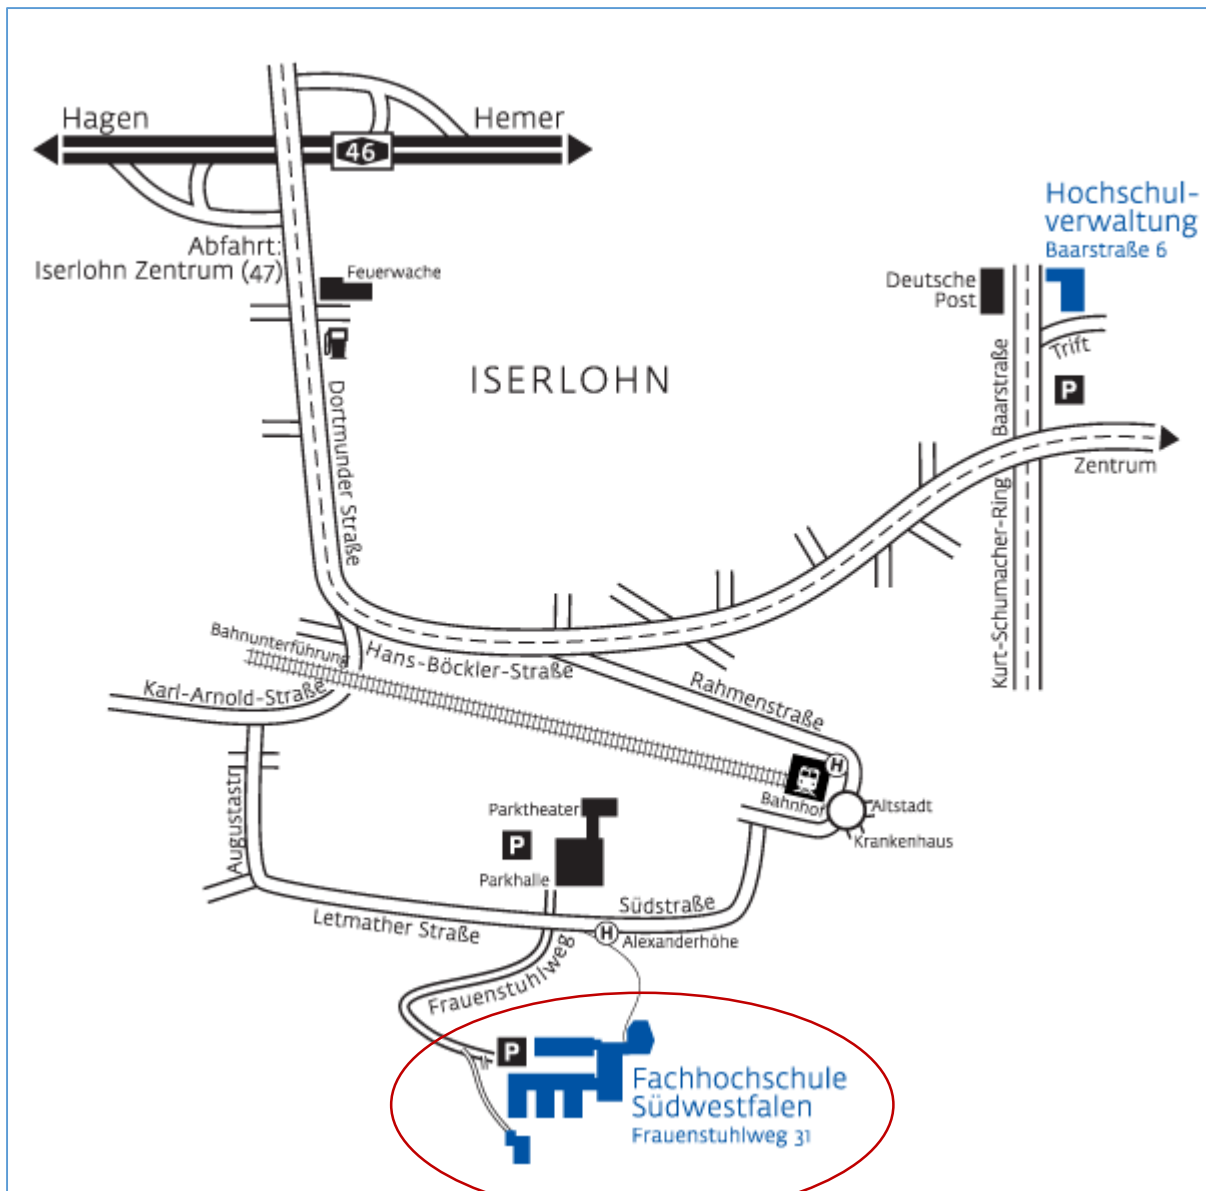 Hagen
Hemer
46
Abfahrt:
Iserlohn Zentrum (47)
Feuerwache
Hochschul-
verwaltung
Baarstraße 6
Deutsche
Post
Trift
P
ISERLOHN
Dortmunder Straße
Baarstraße
Kurt-Schumacher-Ring
Zentrum
Bahnunterführung
Hans-Böckler-Straße
Karl-Arnold-Straße
Rahmenstraße
H
Bahnhof
Altstadt
Krankenhaus
Augustastr
Parktheater
P
Parkhalle
Südstraße
Letmather Straße
H
Alexanderhöhe
Frauenstuhlweg
P
Fachhochschule
Südwestfalen
Frauenstuhlweg 31